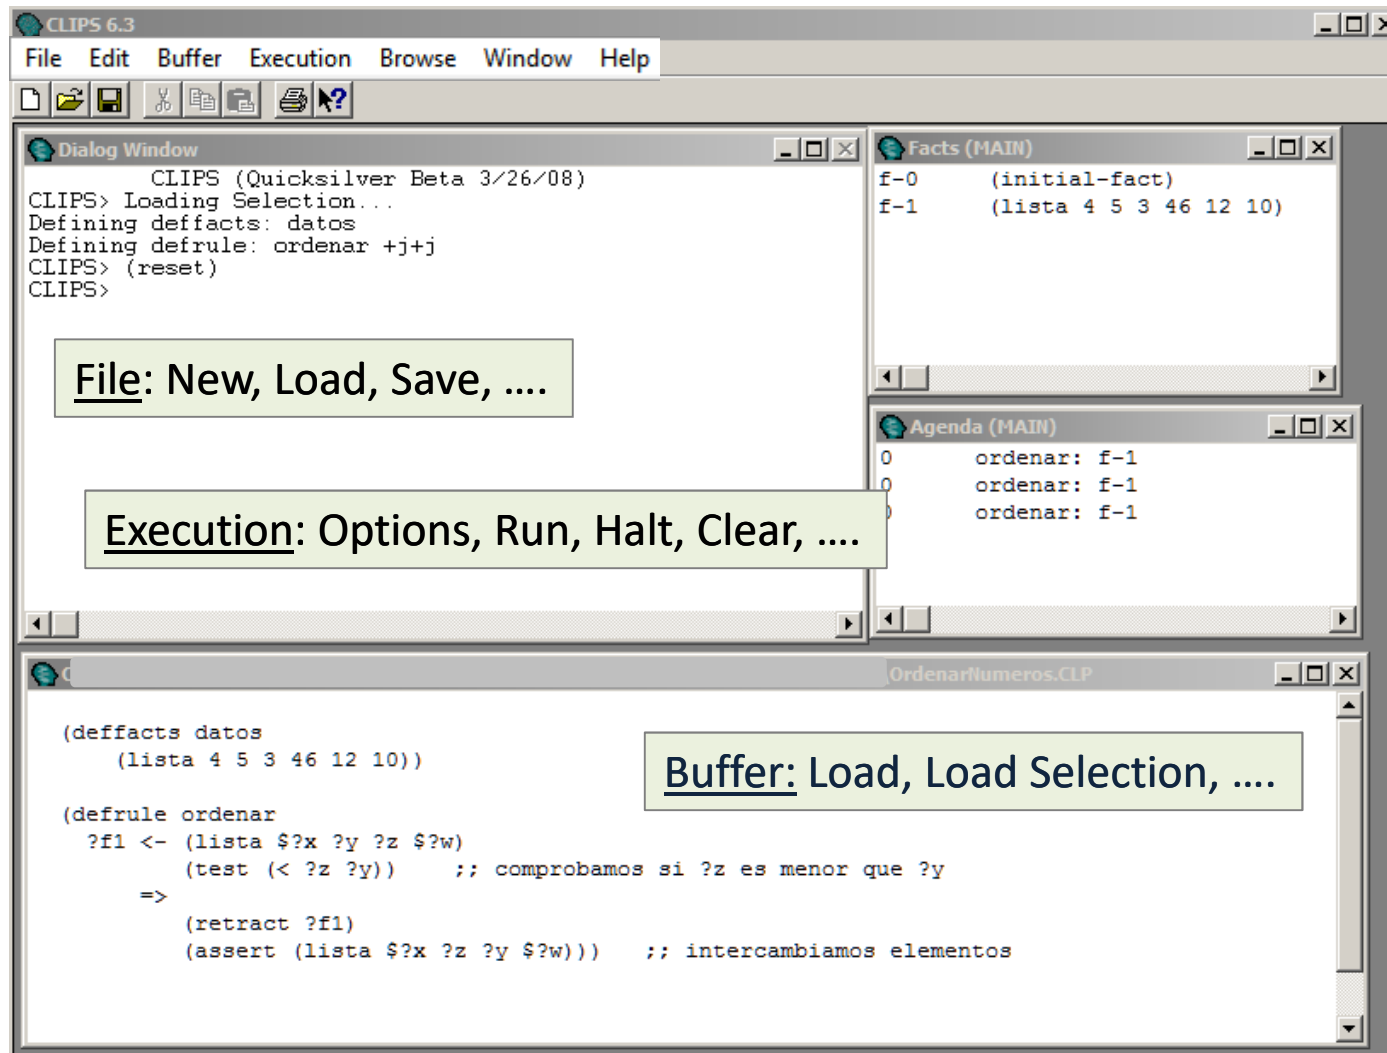 CLIPS 6.3
File Edit Buffer Execution Browse Window Help
Dialog Window
CLIPS (Quicksilver Beta 3/26/08)
CLIPS> Loading Selection...
Defining deffacts: datos
Defining defrule: ordenar +j+j
CLIPS> (reset)
CLIPS>
File: New, Load, Save, ....
Execution: Options, Run, Halt, Clear, ....
Facts (MAIN)
f-0 (initial-fact)
f-1 (lista 4 5 3 46 12 10)
Agenda (MAIN)
0 ordenar: f-1
0 ordenar: f-1
ordenar: f-1
\OrdenarNumeros.CLP
(deffacts datos
(lista 4 5 3 46 12 10))
Buffer: Load, Load Selection, ....
(defrule ordenar
?f1 <- (lista $?x ?y ?z $?w)
(test (< ?z ?y)) ;; comprobamos si ?z es menor que ?y
=>
(retract ?f1)
(assert (lista $?x ?z ?y $?w))) ;; intercambiamos elementos